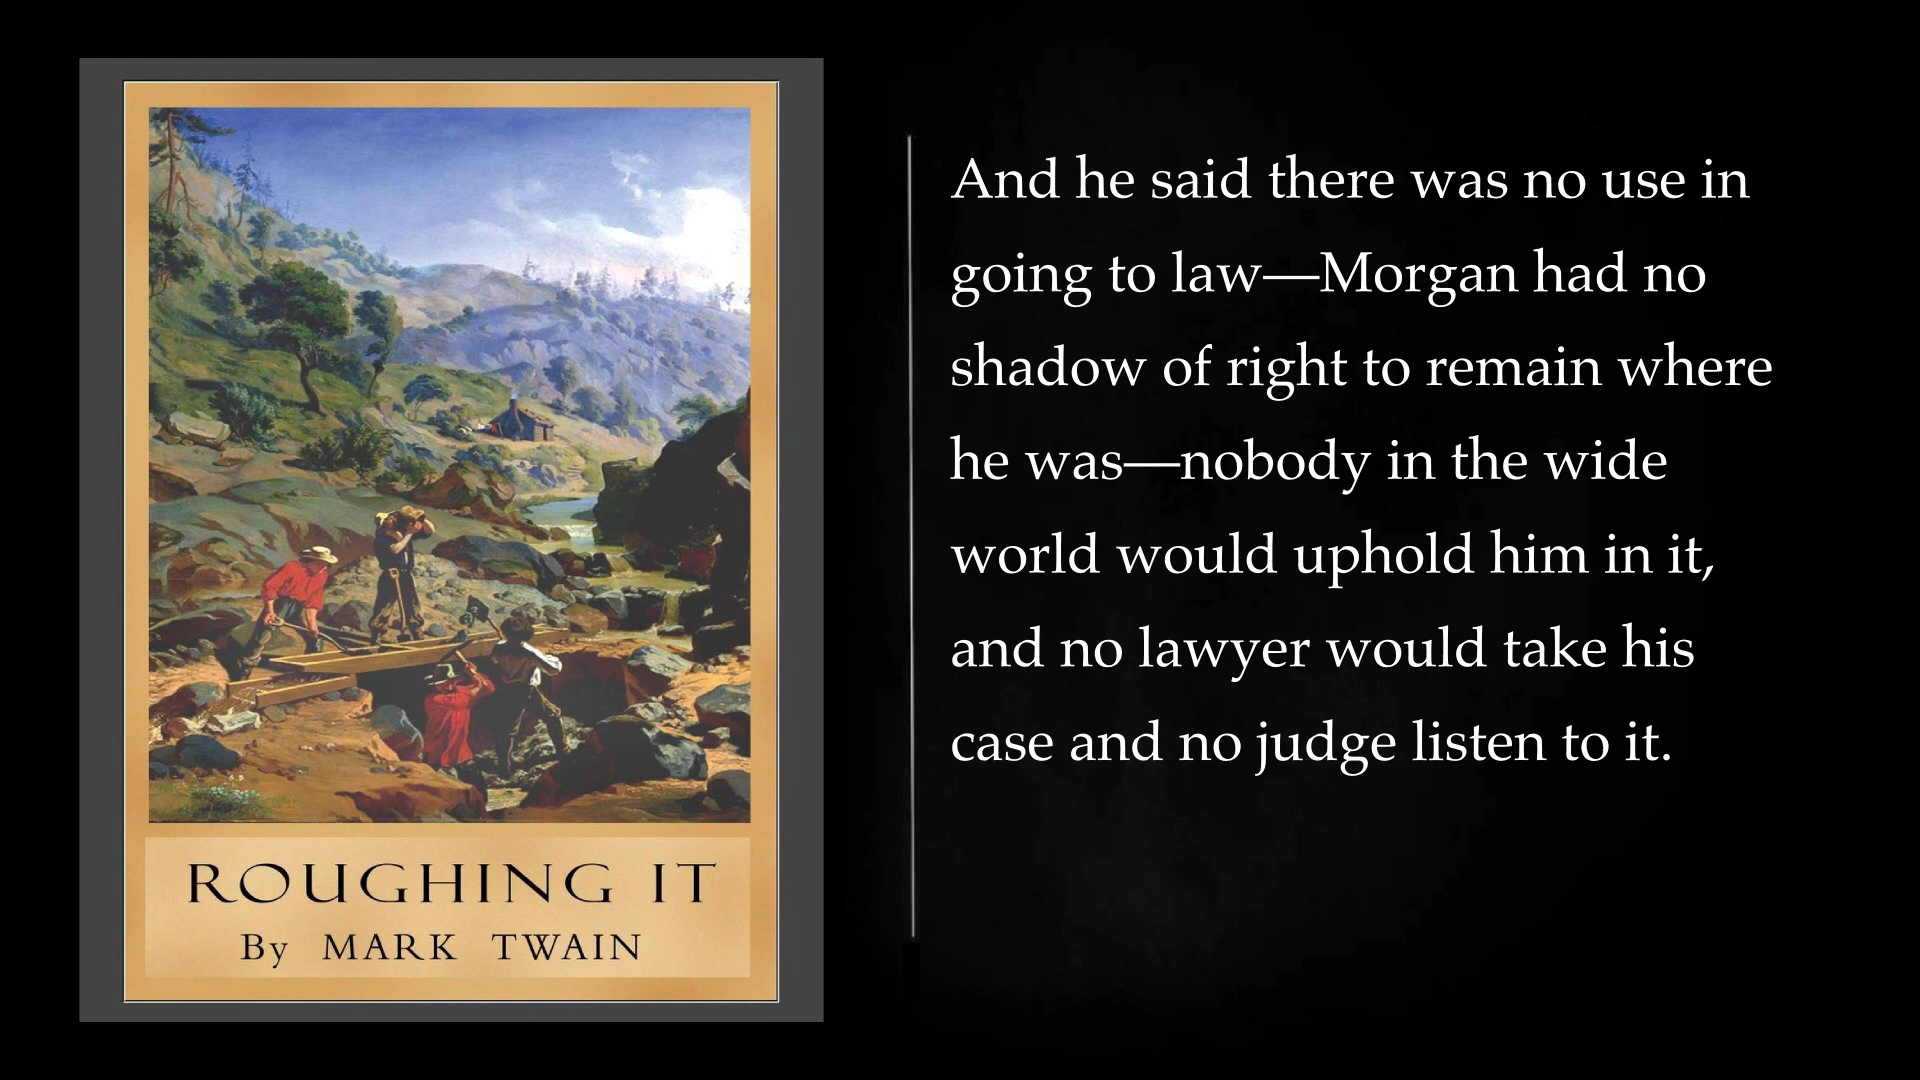 ROUGHING IT
By MARK TWAIN
And he said there was no use in
going to law—Morgan had no
shadow of right to remain where
he was—nobody in the wide
world would uphold him in it,
and no lawyer would take his
case and no judge listen to it.